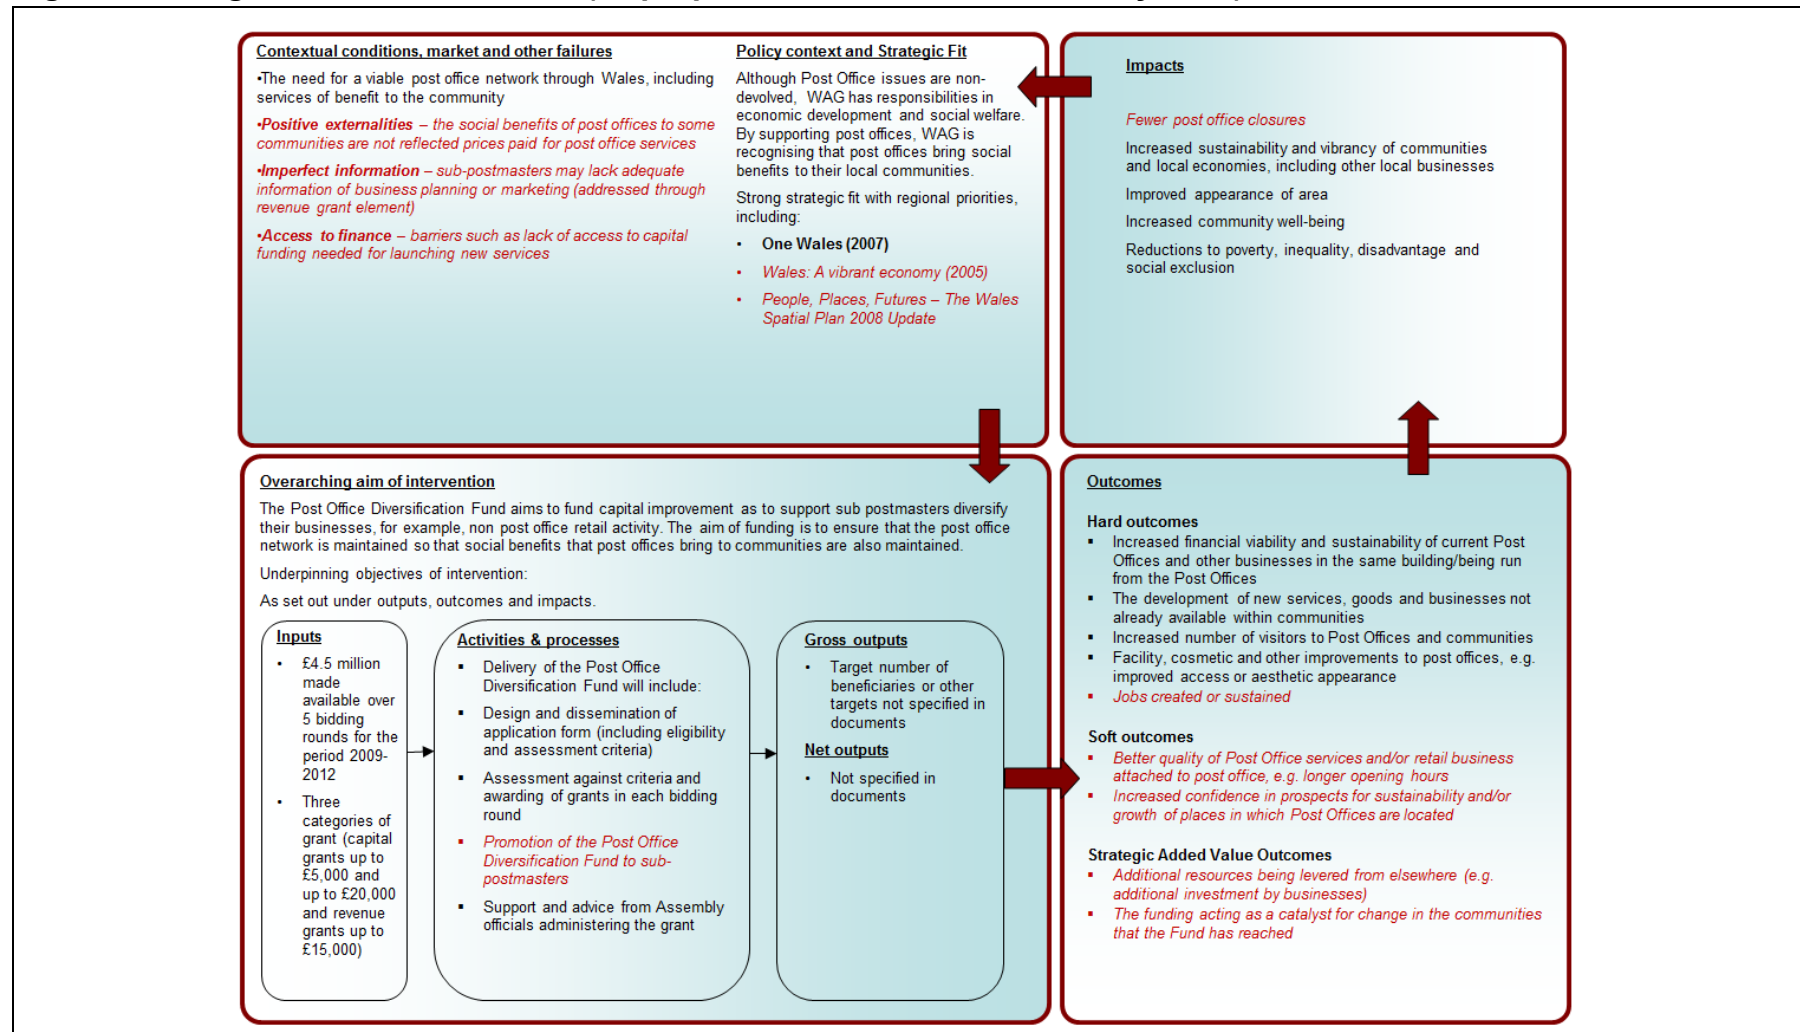 Contextual conditions, market and other failures
•The need for a viable post office network through Wales, including
services of benefit to the community
•Positive externalities – the social benefits of post offices to some
communities are not reflected prices paid for post office services
•Imperfect information – sub-postmasters may lack adequate
information of business planning or marketing (addressed through
revenue grant element)
•Access to finance – barriers such as lack of access to capital
funding needed for launching new services
Policy context and Strategic Fit
Although Post Office issues are non-
devolved, WAG has responsibilities in
economic development and social welfare.
By supporting post offices, WAG is
recognising that post offices bring social
benefits to their local communities.
Strong strategic fit with regional priorities,
including:
• One Wales (2007)
• Wales: A vibrant economy (2005)
• People, Places, Futures – The Wales
Spatial Plan 2008 Update
Impacts
Fewer post office closures
Increased sustainability and vibrancy of communities
and local economies, including other local businesses
Improved appearance of area
Increased community well-being
Reductions to poverty, inequality, disadvantage and
social exclusion
Overarching aim of intervention
The Post Office Diversification Fund aims to fund capital improvement as to support sub postmasters diversify
their businesses, for example, non post office retail activity. The aim of funding is to ensure that the post office
network is maintained so that social benefits that post offices bring to communities are also maintained.
Underpinning objectives of intervention:
As set out under outputs, outcomes and impacts.
Inputs
• £4.5 million
made
available over
5 bidding
rounds for the
period 2009-
2012
• Three
categories of
grant (capital
grants up to
£5,000 and
up to £20,000
and revenue
grants up to
£15,000)
Activities & processes
▪ Delivery of the Post Office
Diversification Fund will include:
▪ Design and dissemination of
application form (including eligibility
and assessment criteria)
▪ Assessment against criteria and
awarding of grants in each bidding
round
▪ Promotion of the Post Office
Diversification Fund to sub-
postmasters
▪ Support and advice from Assembly
officials administering the grant
Gross outputs
• Target number of
beneficiaries or other
targets not specified in
documents
Net outputs
• Not specified in
documents
Outcomes
Hard outcomes
▪ Increased financial viability and sustainability of current Post
Offices and other businesses in the same building/being run
from the Post Offices
▪ The development of new services, goods and businesses not
already available within communities
▪ Increased number of visitors to Post Offices and communities
▪ Facility, cosmetic and other improvements to post offices, e.g.
improved access or aesthetic appearance
▪ Jobs created or sustained
Soft outcomes
▪ Better quality of Post Office services and/or retail business
attached to post office, e.g. longer opening hours
▪ Increased confidence in prospects for sustainability and/or
growth of places in which Post Offices are located
Strategic Added Value Outcomes
▪ Additional resources being levered from elsewhere (e.g.
additional investment by businesses)
▪ The funding acting as a catalyst for change in the communities
that the Fund has reached